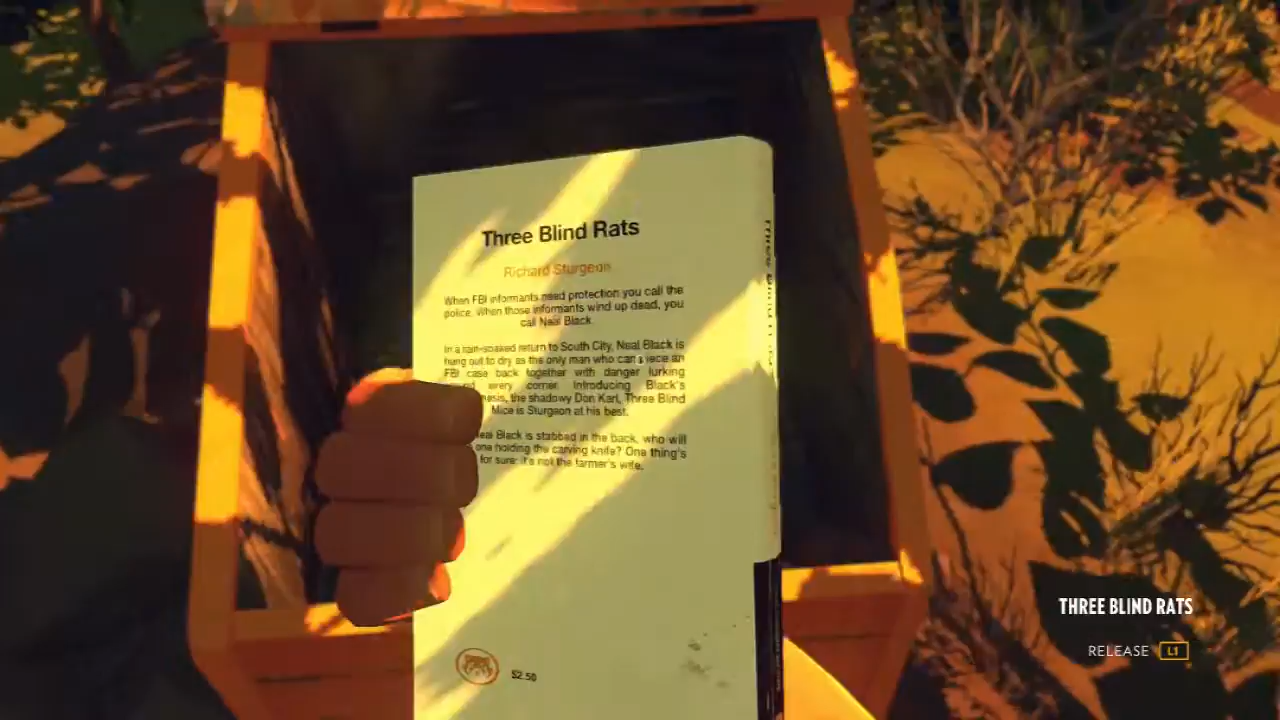 Three Blind Rats
Richard Sturgeon
When FBI informants need protection you call the
police. When those informants wind up dead, you
call Neal Black.
In a rain-soaked return to South City, Neal Black is
hung out to dry as the only man who can piece an
FBI case back together with danger lurking
every corner. Introducing Black's
the shadowy Don Karl, Three Blind
Mice is Sturgeon at his best.
Neal Black is stabbed in the back, who will
one holding the carving knife? One thing's
for sure: it's not the farmer's wife.
$2.50
Three Blind Rats
THREE BLIND RATS
RELEASE L1